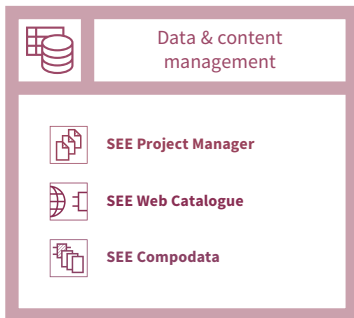 Data & content
management
SEE Project Manager
SEE Web Catalogue
SEE Compodata